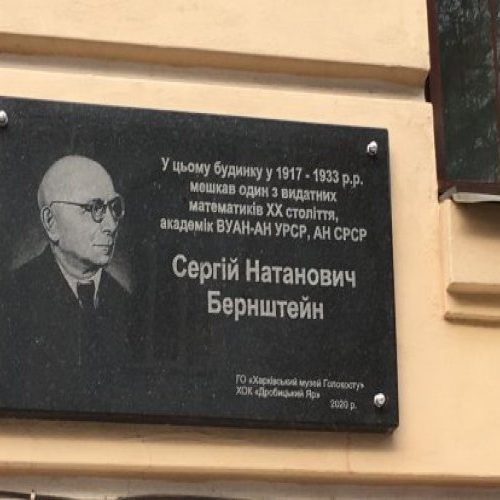 У цьому будинку у 1917 - 1933 р.р.
мешкав один з видатних
математиків XX століття,
академік ВУАН-АН УРСР, АН СРСР
Сергій Натанович
Бернштейн
ГО «Харківський музей Голокосту»
ХОК «Дробицький Яр»
2020 р.